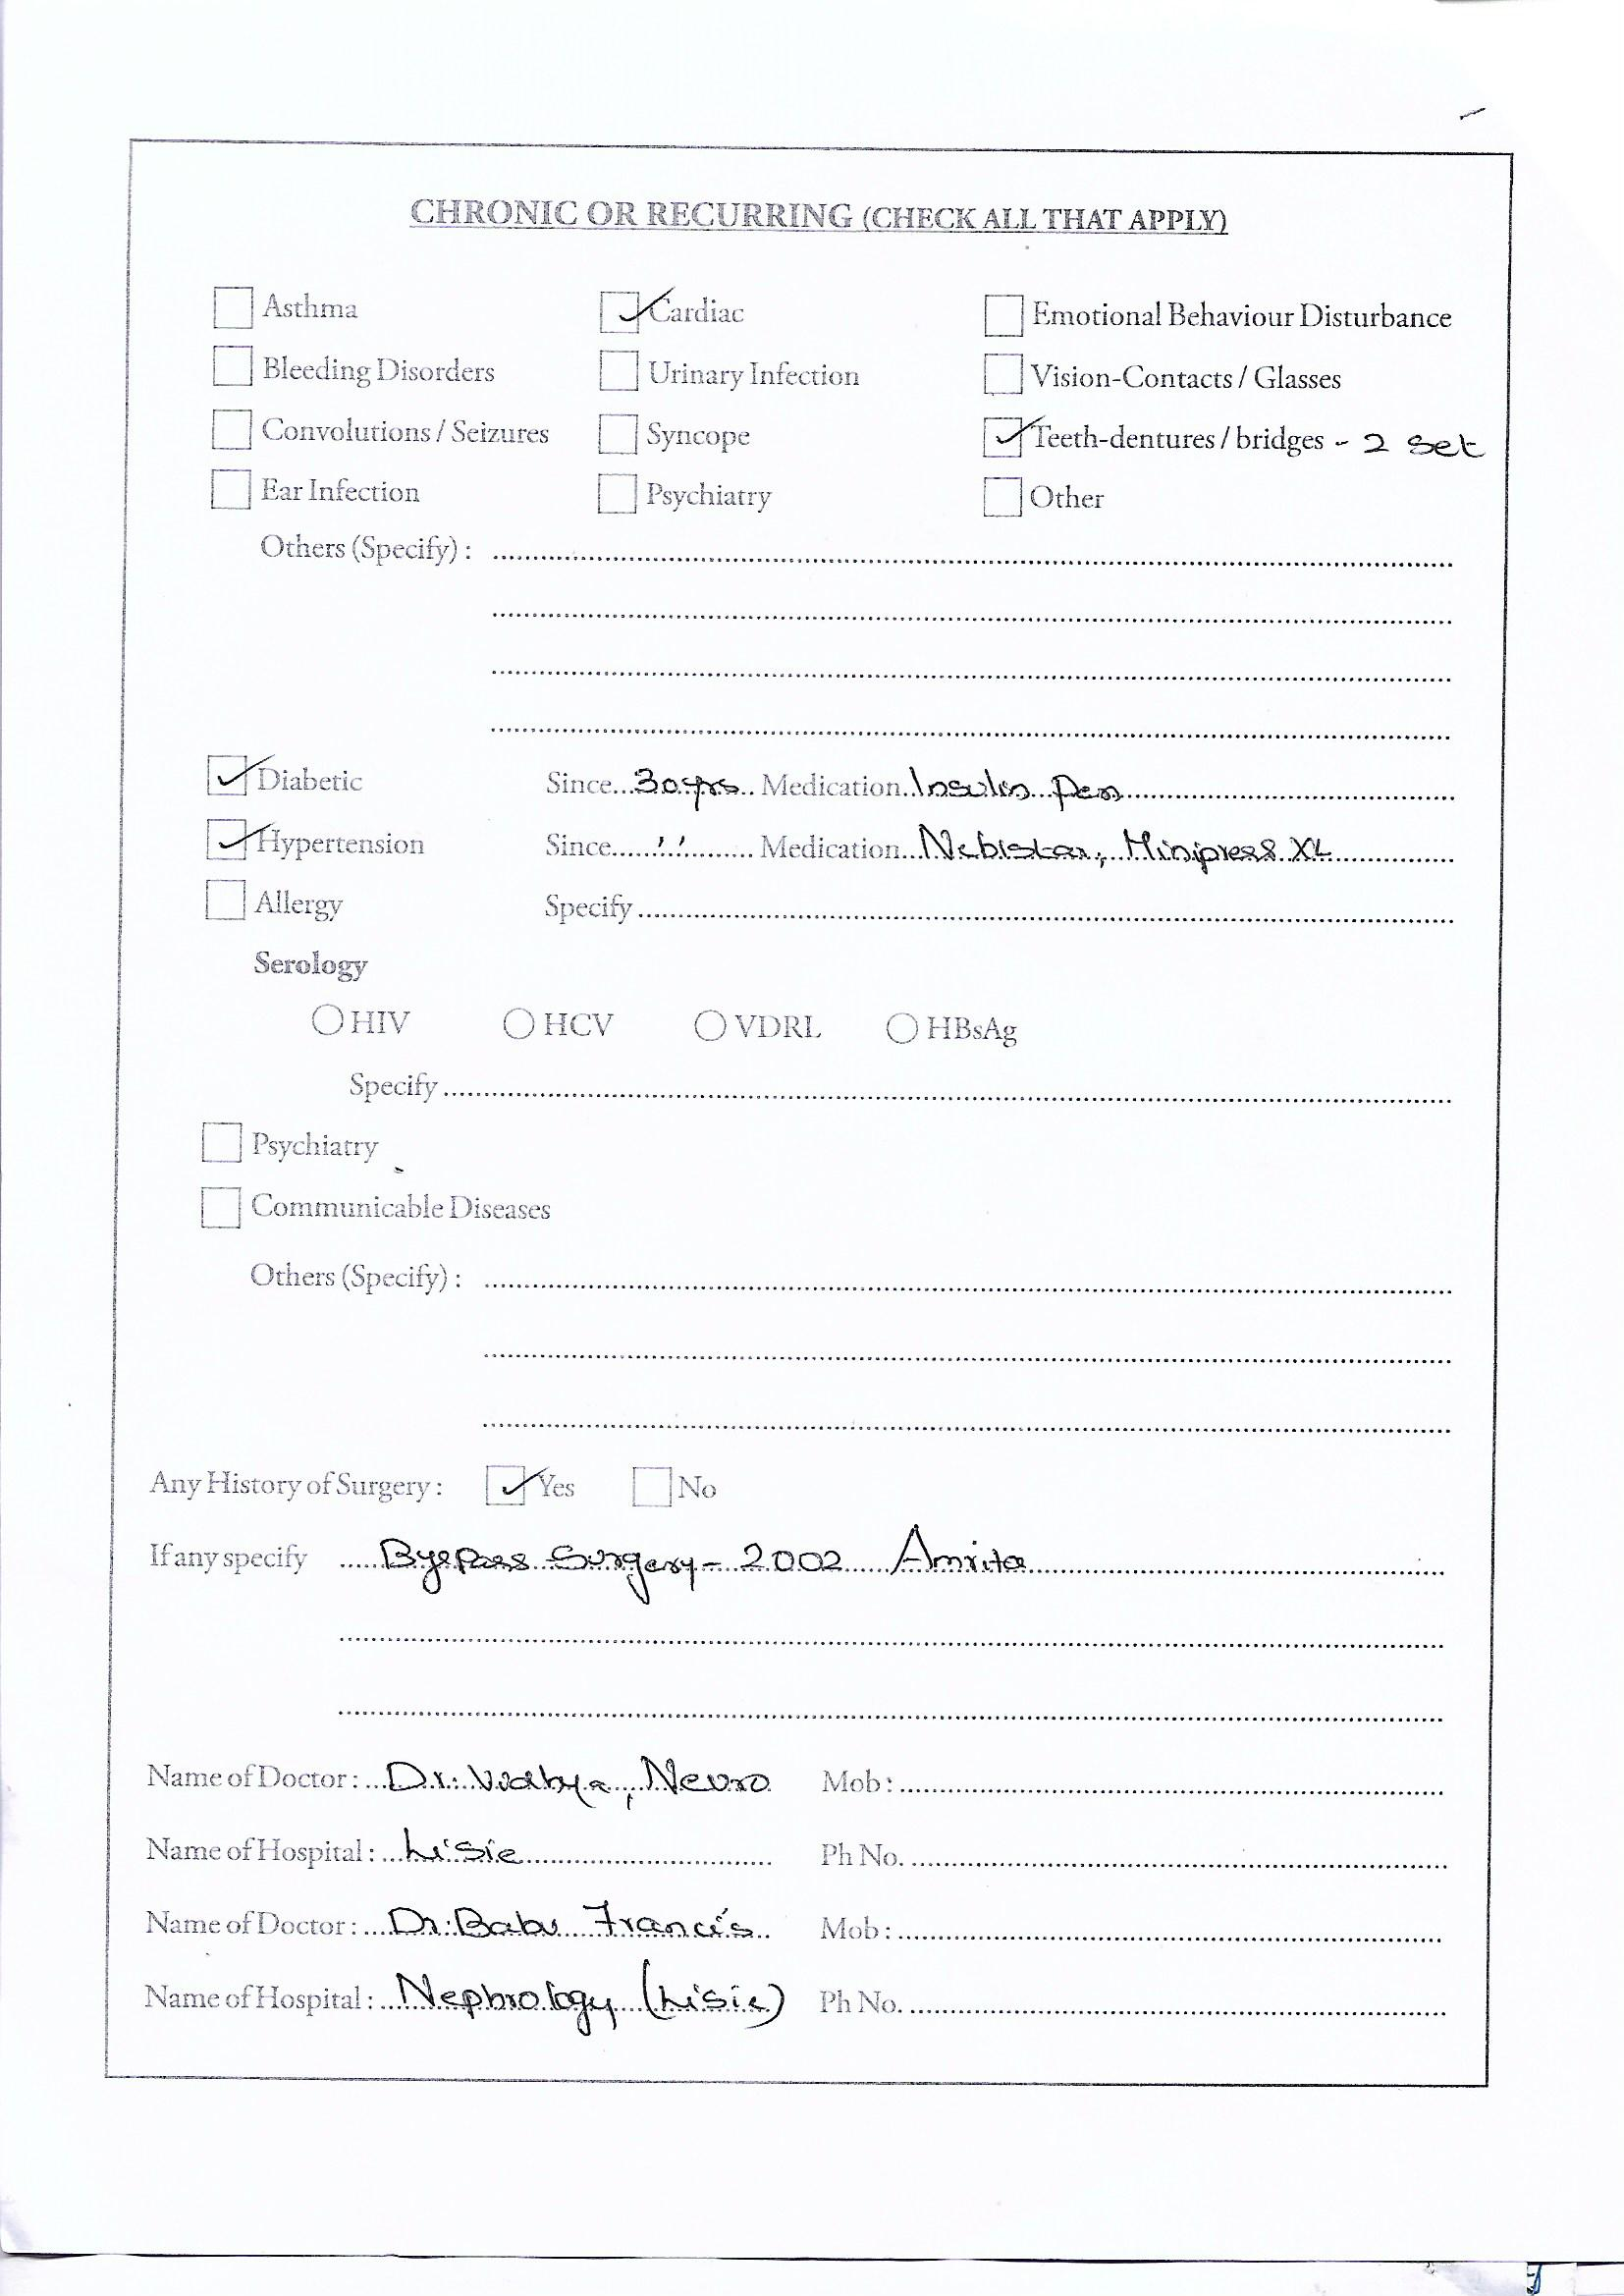 CHRONIC OR RECURRING (CHECK ALL THAT APPLY)
Asthma Cardiac Emotional Behaviour Disturbance
Bleeding Disorders Urinary Infection Vision-Contacts / Glasses
Convolutions / Seizures Syncope Teeth-dentures / bridges - 2 set
Ear Infection Psychiatry Other
Others (Specify) :
Diabetic Since 30yrs Medication Insulin Pen
Hypertension Since '' Medication Nebistar, Minipress XL
Allergy Specify
Serology
HIV HCV VDRL HBsAg
Specify
Psychiatry
Communicable Diseases
Others (Specify) :
Any History of Surgery : Yes No
If any specify Byepass Surgery - 2002 Amrita
Name of Doctor : Dr. Vidhya, Neuro Mob :
Name of Hospital : Lisie Ph No.
Name of Doctor : Dr. Babu Francis Mob :
Name of Hospital : Nephrology (Lisie) Ph No.